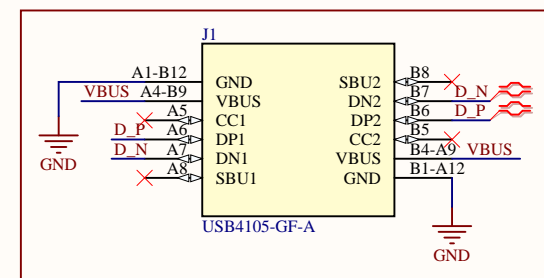 J1
A1-B12 GND SBU2 B8
VBUS A4-B9 VBUS DN2 B7 D_N
A5 CC1 DP2 B6 D_P
D_P A6 DP1 CC2 B5
D_N A7 DN1 VBUS B4-A9 VBUS
A8 SBU1 GND B1-A12
GND
USB4105-GF-A
GND